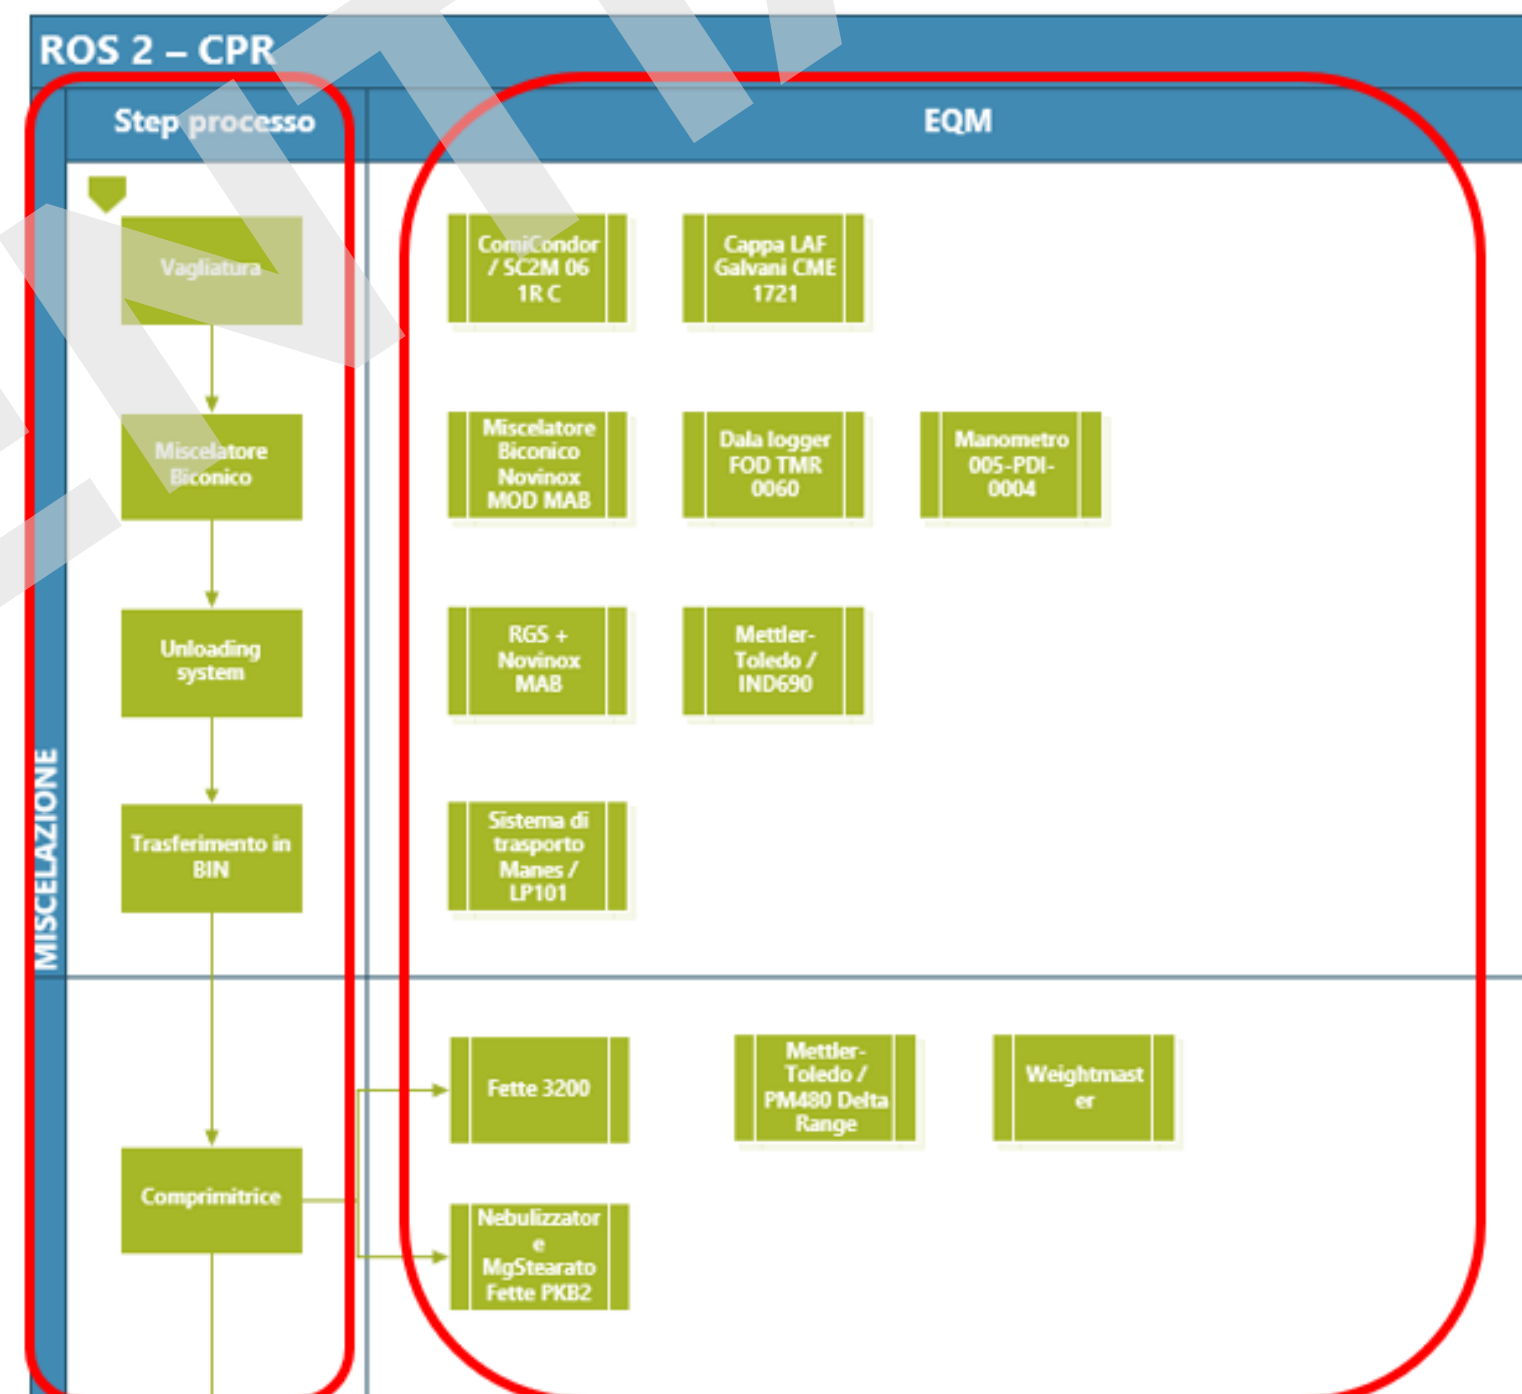 ROS 2 – CPR
Step processo
EQM
MISCELAZIONE
Vagliatura
ComiCondor
/ SC2M 06
1R C
Cappa LAF
Galvani CME
1721
Miscelatore
Biconico
Miscelatore
Biconico
Novinox
MOD MAB
Dala logger
FOD TMR
0060
Manometro
005-PDI-
0004
Unloading
system
RGS +
Novinox
MAB
Mettler-
Toledo /
IND690
Trasferimento in
BIN
Sistema di
trasporto
Manes /
LP101
Comprimitrice
Fette 3200
Mettler-
Toledo /
PM480 Delta
Range
Weightmast
er
Nebulizzator
e
MgStearato
Fette PKB2